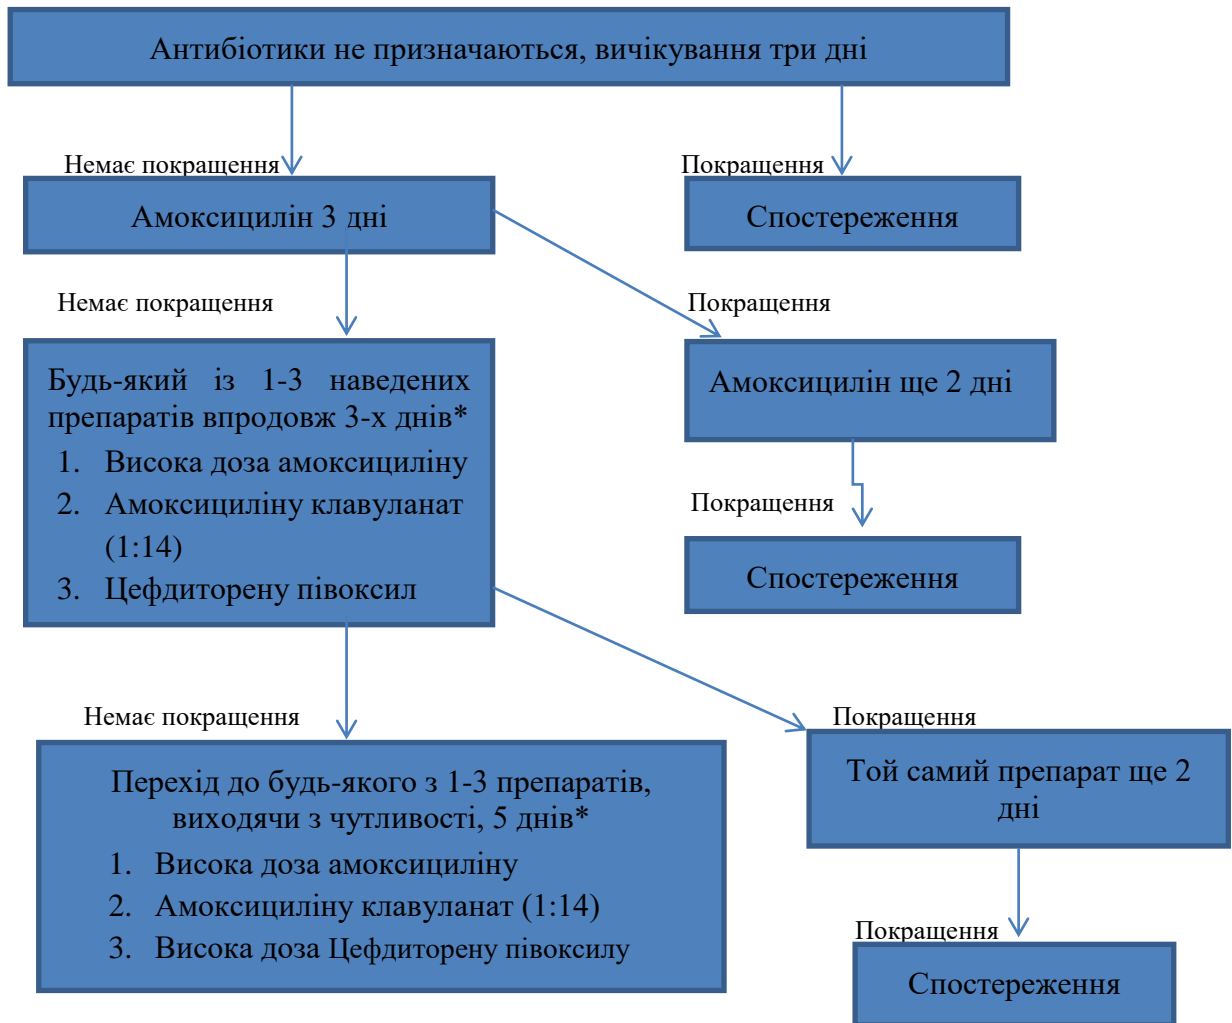 Антибіотики не призначаються, вичікування три дні
Немає покращення
Покращення
Амоксицилін 3 дні
Спостереження
Немає покращення
Покращення
Будь-який із 1-3 наведених
препаратів впродовж 3-х днів*
1. Висока доза амоксициліну
2. Амоксициліну клавуланат
(1:14)
3. Цефдиторену півоксил
Амоксицилін ще 2 дні
Покращення
Спостереження
Немає покращення
Покращення
Перехід до будь-якого з 1-3 препаратів,
виходячи з чутливості, 5 днів*
1. Висока доза амоксициліну
2. Амоксициліну клавуланат (1:14)
3. Висока доза Цефдиторену півоксилу
Той самий препарат ще 2
дні
Покращення
Спостереження